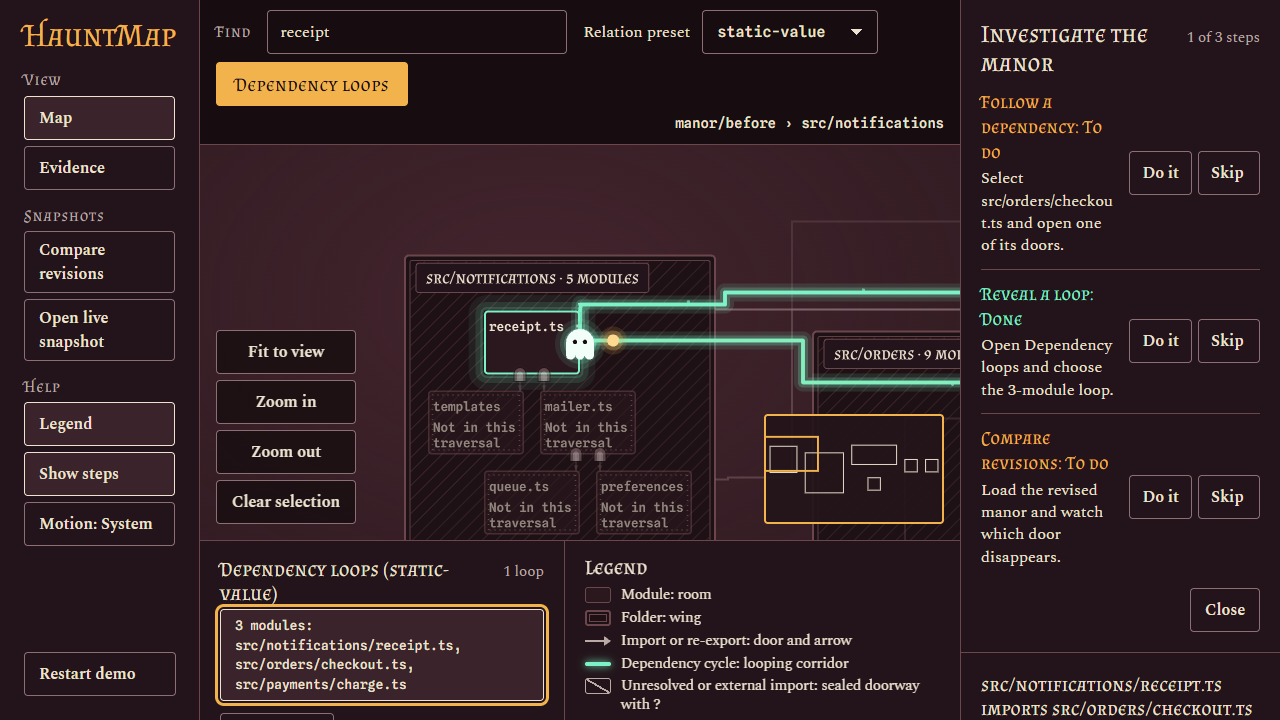 HauntMap
View
Map
Evidence
Snapshots
Compare
revisions
Open live
snapshot
Help
Legend
Show steps
Motion: System
Restart demo
Find
receipt
Relation preset
static-value
Dependency loops
manor/before › src/notifications
Fit to view
Zoom in
Zoom out
Clear selection
src/notifications · 5 modules
receipt.ts
templates
Not in this
traversal
mailer.ts
Not in this
traversal
queue.ts
Not in this
traversal
preferences
Not in this
traversal
src/orders · 9 mo
Dependency loops (static-
value)
1 loop
3 modules:
src/notifications/receipt.ts,
src/orders/checkout.ts,
src/payments/charge.ts
Legend
Module: room
Folder: wing
Import or re-export: door and arrow
Dependency cycle: looping corridor
Unresolved or external import: sealed doorway
with ?
Investigate the
manor
1 of 3 steps
Follow a
dependency: To
do
Select
src/orders/checkou
t.ts and open one
of its doors.
Do it
Skip
Reveal a loop:
Done
Open Dependency
loops and choose
the 3-module loop.
Do it
Skip
Compare
revisions: To do
Load the revised
manor and watch
which door
disappears.
Do it
Skip
Close
src/notifications/receipt.ts
imports src/orders/checkout.ts